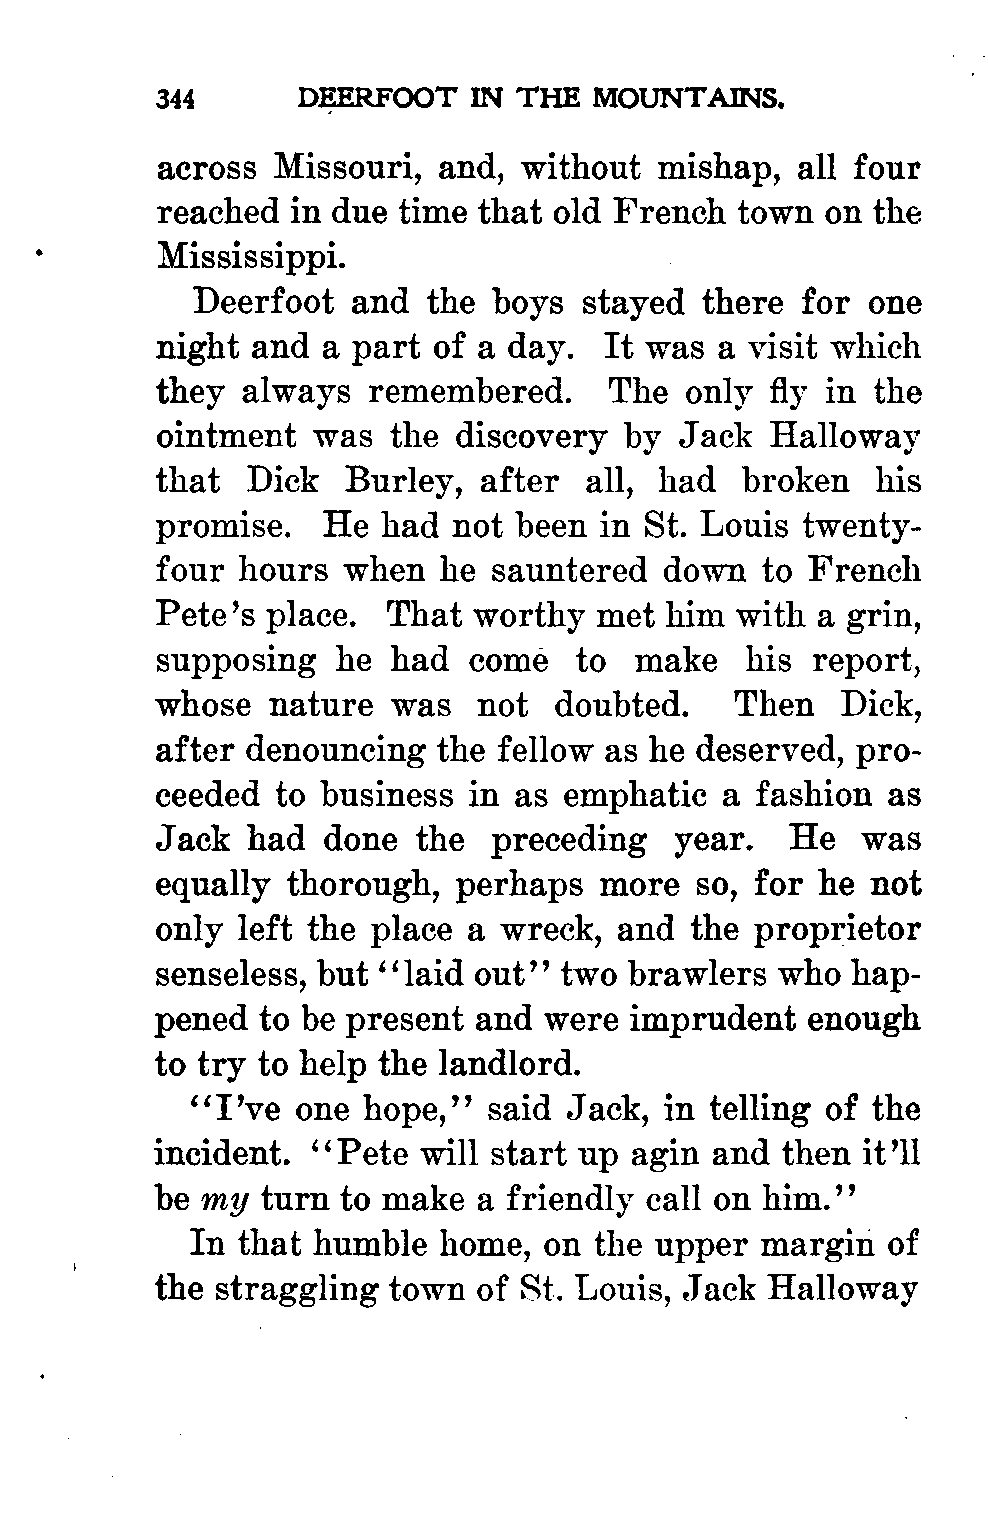 344 DEERFOOT IN THE MOUNTAINS.
across Missouri, and, without mishap, all four
reached in due time that old French town on the
Mississippi.
Deerfoot and the boys stayed there for one
night and a part of a day. It was a visit which
they always remembered. The only fly in the
ointment was the discovery by Jack Halloway
that Dick Burley, after all, had broken his
promise. He had not been in St. Louis twenty-
four hours when he sauntered down to French
Pete's place. That worthy met him with a grin,
supposing he had come to make his report,
whose nature was not doubted. Then Dick,
after denouncing the fellow as he deserved, pro-
ceeded to business in as emphatic a fashion as
Jack had done the preceding year. He was
equally thorough, perhaps more so, for he not
only left the place a wreck, and the proprietor
senseless, but "laid out" two brawlers who hap-
pened to be present and were imprudent enough
to try to help the landlord.
"I've one hope," said Jack, in telling of the
incident. "Pete will start up agin and then it'll
be my turn to make a friendly call on him."
In that humble home, on the upper margin of
the straggling town of St. Louis, Jack Halloway